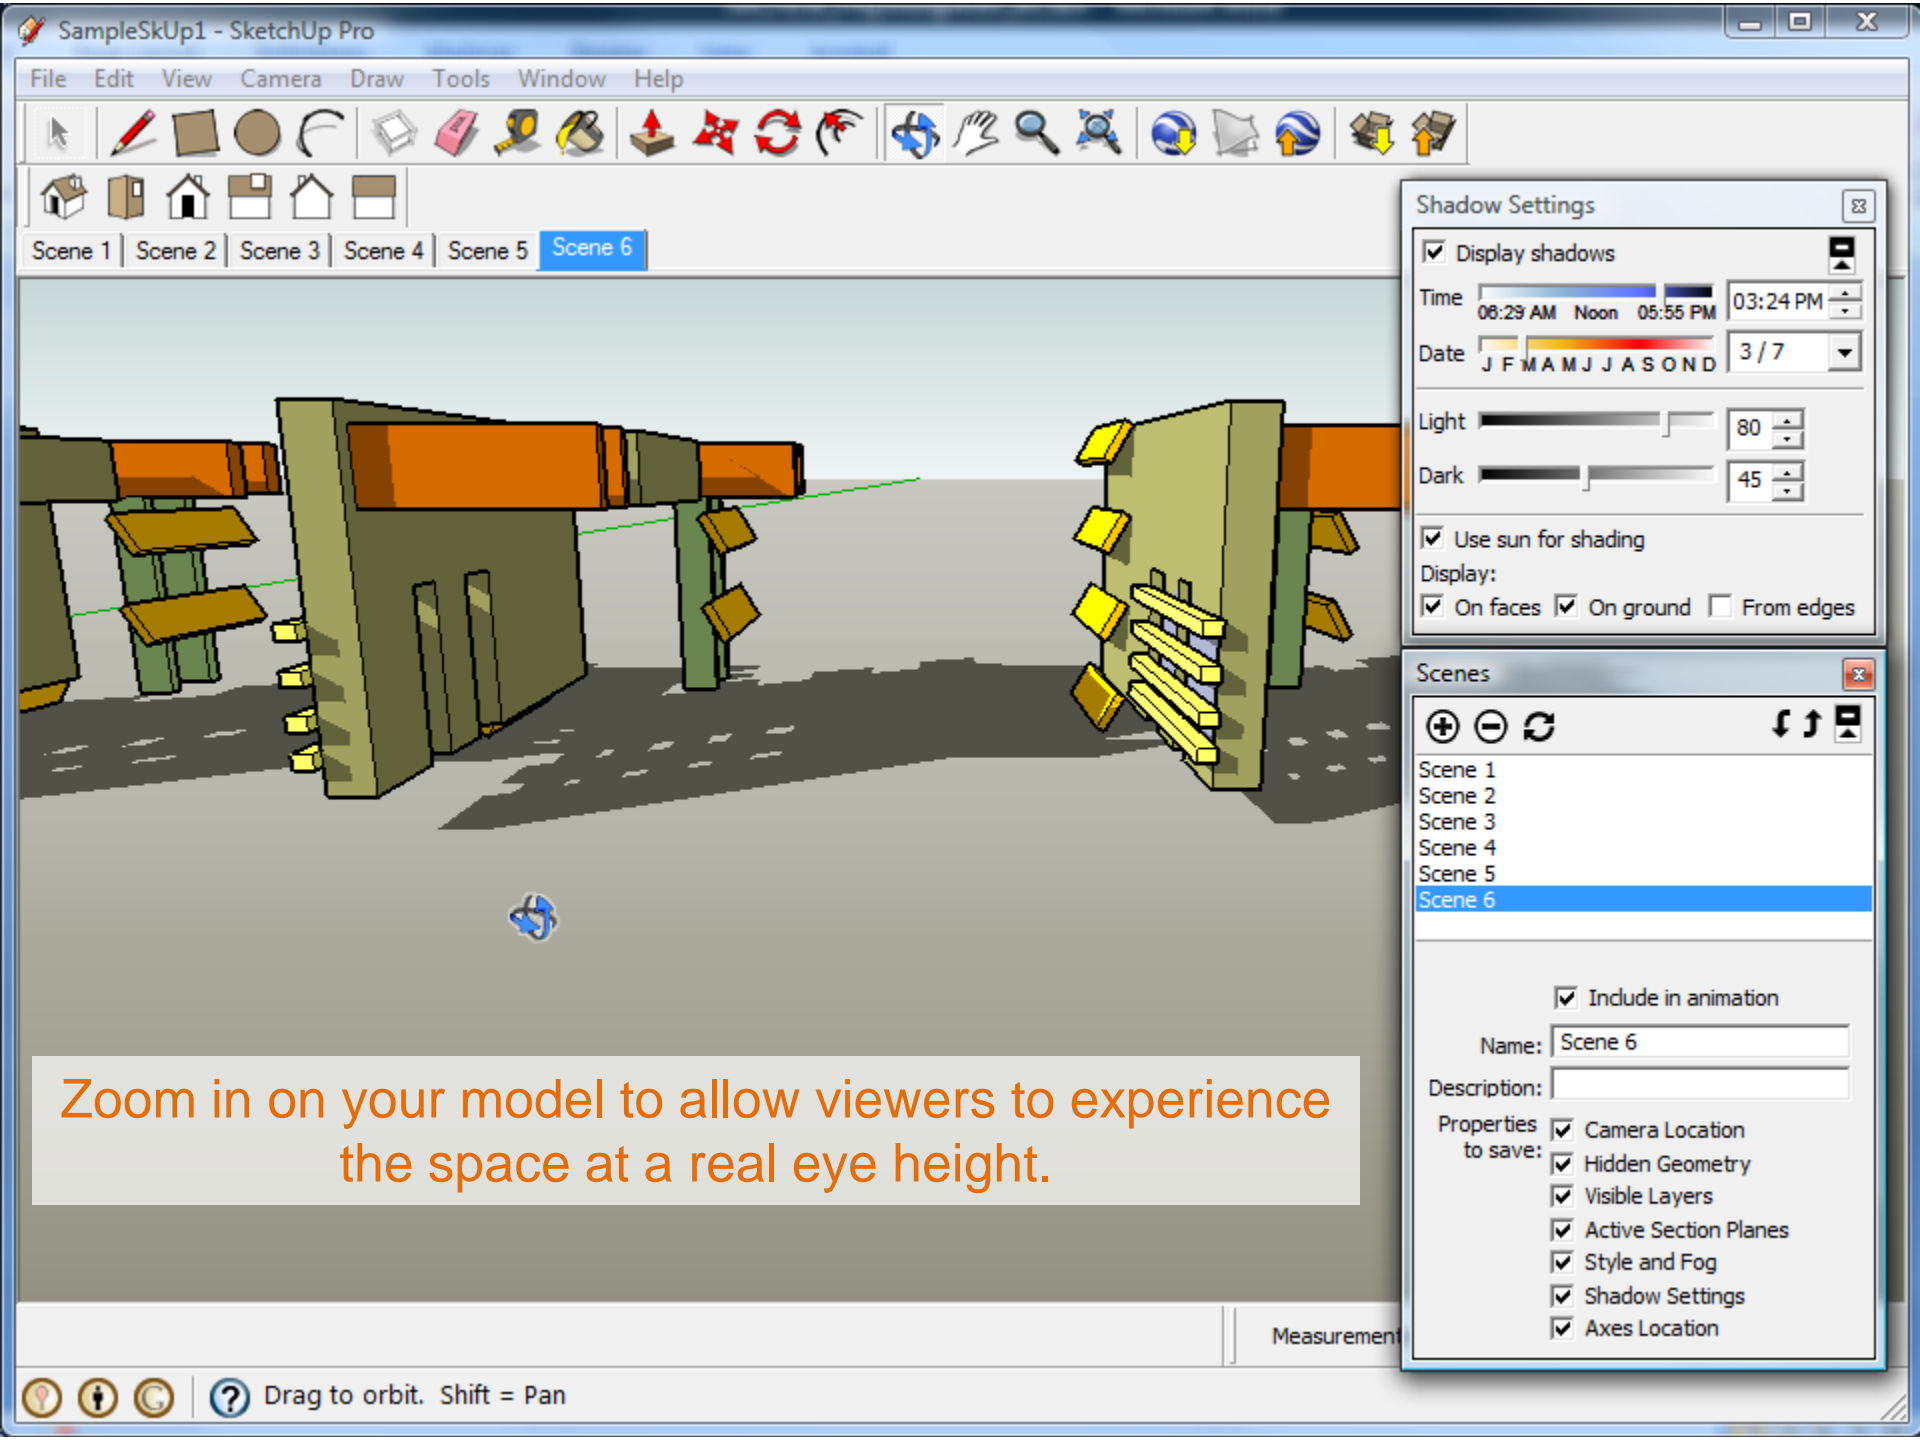 SampleSkUp1 - SketchUp Pro
File Edit View Camera Draw Tools Window Help
Scene 1 Scene 2 Scene 3 Scene 4 Scene 5 Scene 6
Shadow Settings
Display shadows
Time 06:29 AM Noon 05:55 PM 03:24 PM
Date J F M A M J J A S O N D 3 / 7
Light 80
Dark 45
Use sun for shading
Display:
On faces On ground From edges
Scenes
Scene 1
Scene 2
Scene 3
Scene 4
Scene 5
Scene 6
Include in animation
Name: Scene 6
Description:
Properties to save:
Camera Location
Hidden Geometry
Visible Layers
Active Section Planes
Style and Fog
Shadow Settings
Axes Location
Zoom in on your model to allow viewers to experience
the space at a real eye height.
Measurement
Drag to orbit. Shift = Pan